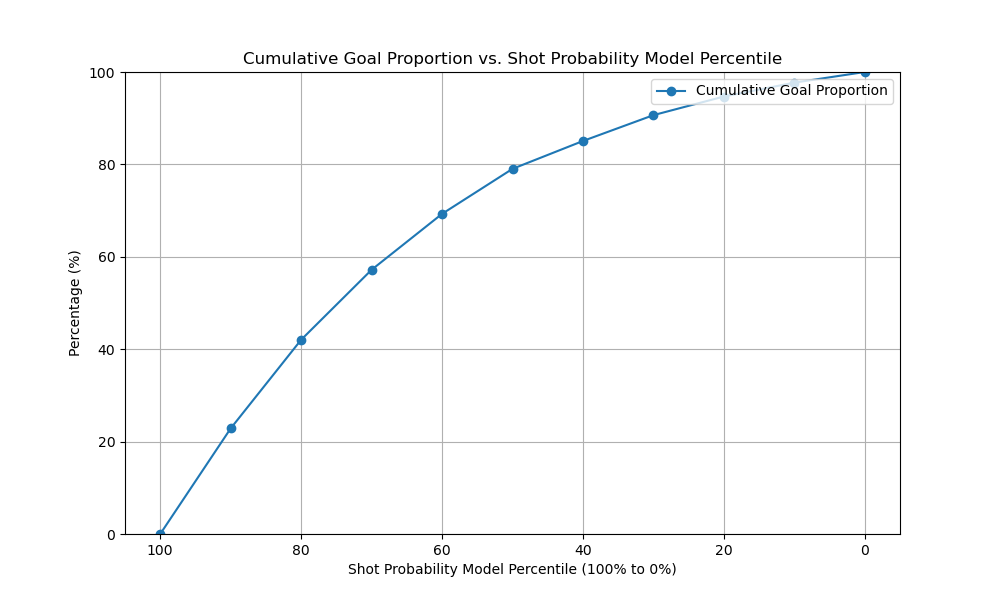 Cumulative Goal Proportion vs. Shot Probability Model Percentile
Cumulative Goal Proportion
Percentage (%)
100
80
60
40
20
0
100 80 60 40 20 0
Shot Probability Model Percentile (100% to 0%)